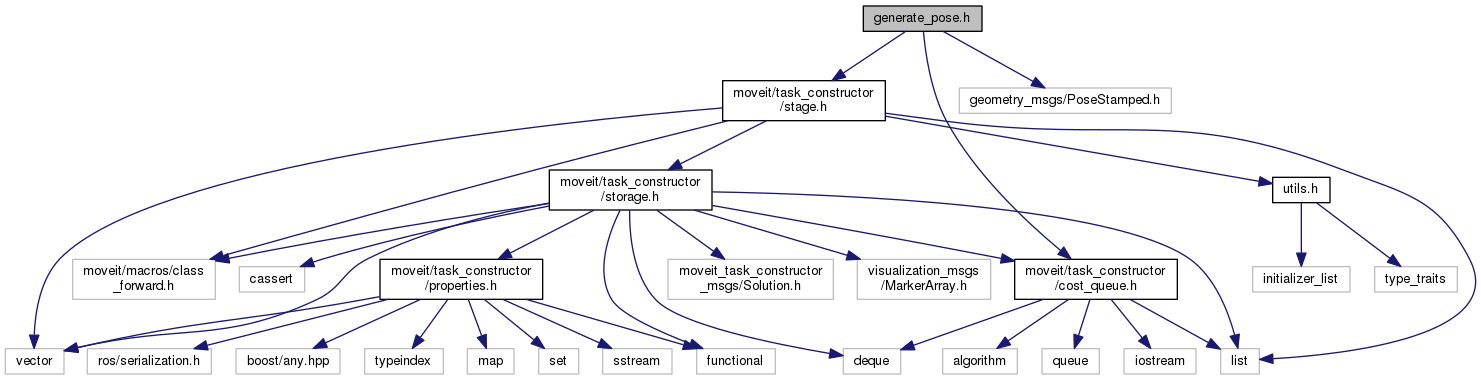 generate_pose.h
moveit/task_constructor
/stage.h
geometry_msgs/PoseStamped.h
moveit/task_constructor
/storage.h
utils.h
moveit/macros/class
_forward.h
cassert
moveit/task_constructor
/properties.h
moveit_task_constructor
_msgs/Solution.h
visualization_msgs
/MarkerArray.h
moveit/task_constructor
/cost_queue.h
initializer_list
type_traits
vector
ros/serialization.h
boost/any.hpp
typeindex
map
set
sstream
functional
deque
algorithm
queue
iostream
list